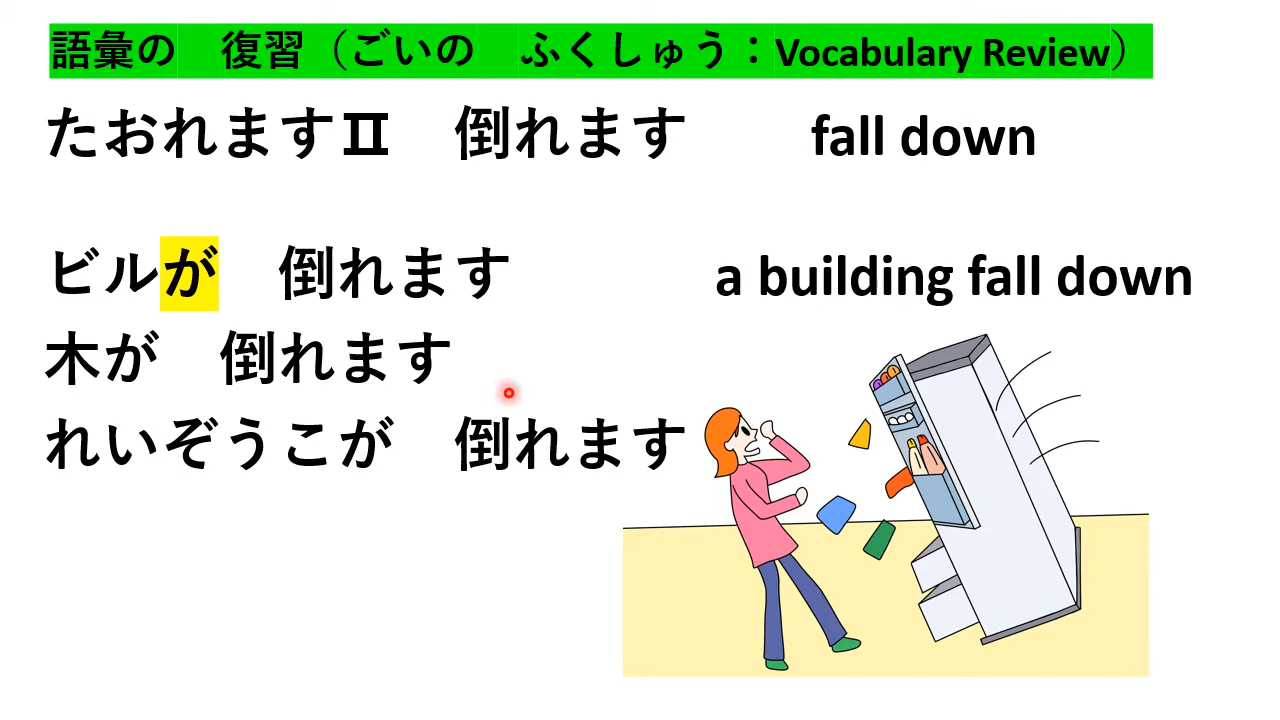 語彙の　復習（ごいの　ふくしゅう：Vocabulary Review）
たおれますⅡ　倒れます　fall down
ビルが　倒れます　a building fall down
木が　倒れます
れいぞうこが　倒れます